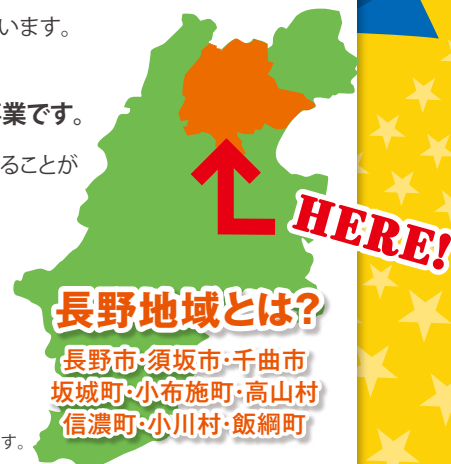 います。
業です。
ることが
HERE!
長野地域とは?
長野市・須坂市・千曲市
坂城町・小布施町・高山村
信濃町・小川村・飯綱町
す。